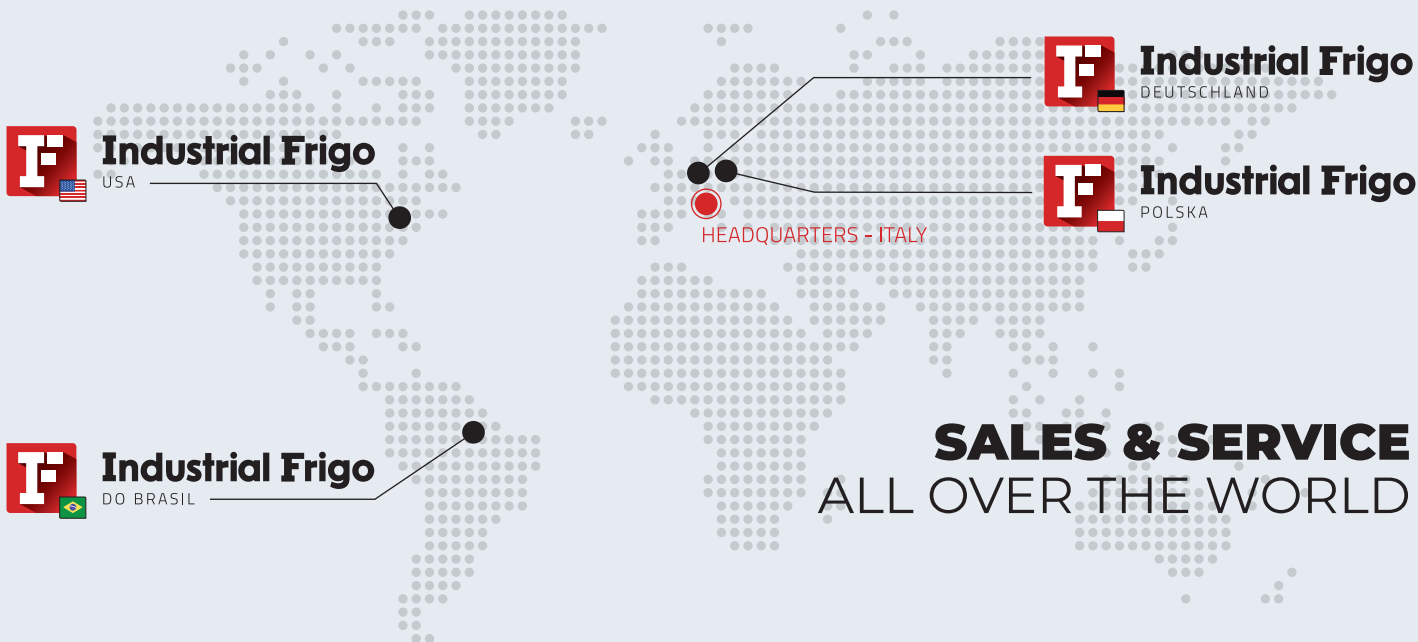 Industrial Frigo
DEUTSCHLAND
Industrial Frigo
USA
Industrial Frigo
POLSKA
HEADQUARTERS - ITALY
Industrial Frigo
DO BRASIL
SALES & SERVICE
ALL OVER THE WORLD